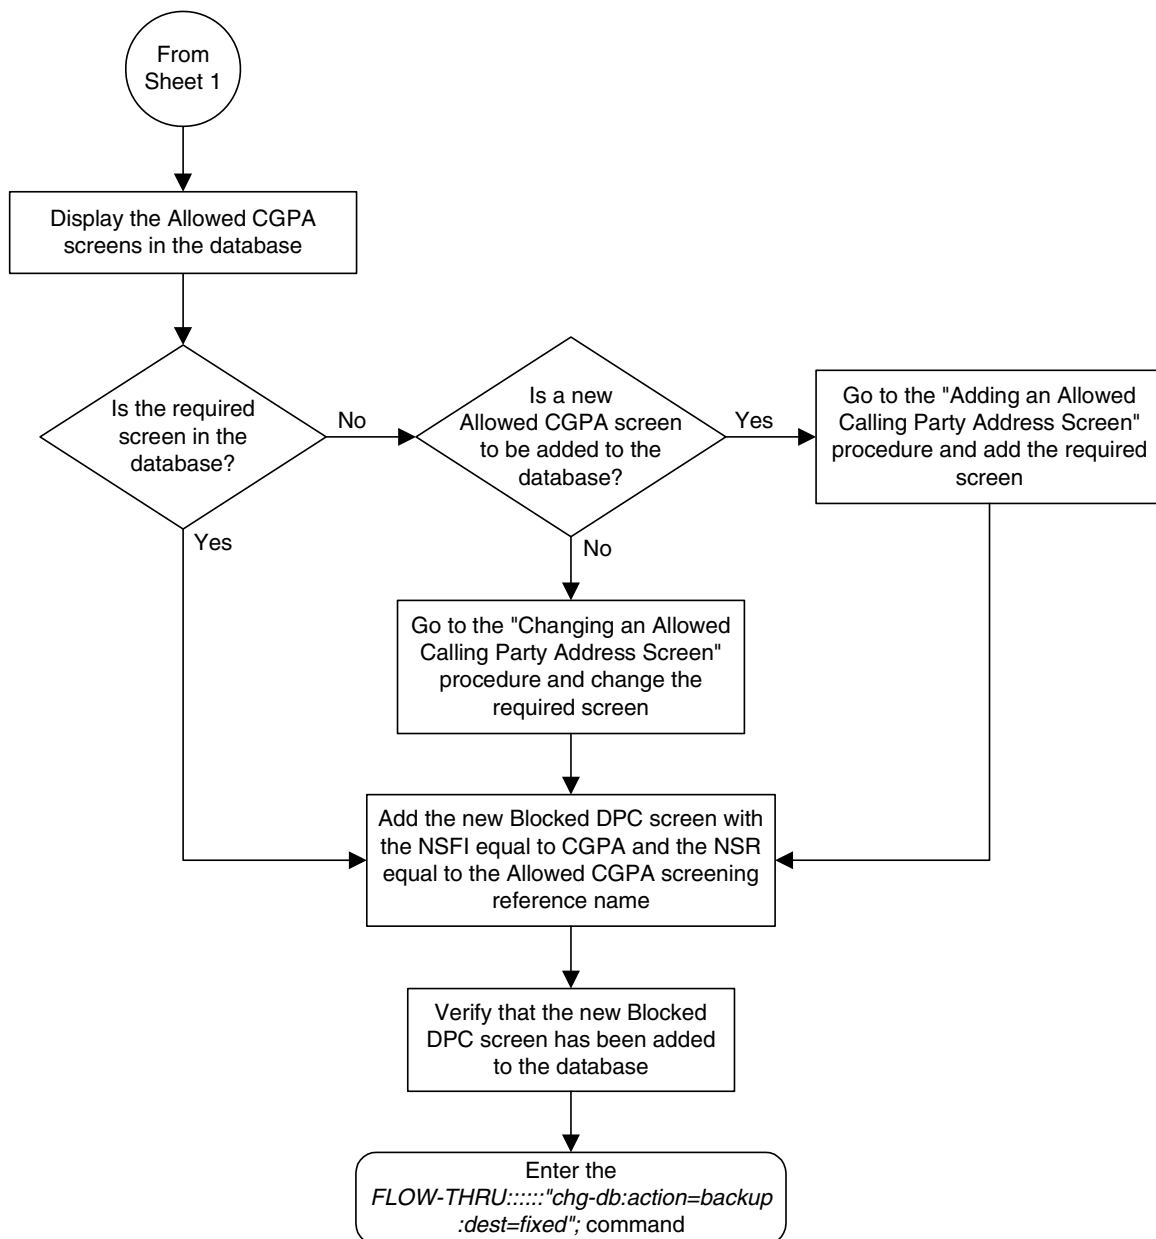 From
Sheet 1
Display the Allowed CGPA
screens in the database
Is the required
screen in the
database?
No
Yes
Is a new
Allowed CGPA screen
to be added to the
database?
Yes
No
Go to the "Adding an Allowed
Calling Party Address Screen"
procedure and add the required
screen
Go to the "Changing an Allowed
Calling Party Address Screen"
procedure and change the
required screen
Add the new Blocked DPC screen with
the NSFI equal to CGPA and the NSR
equal to the Allowed CGPA screening
reference name
Verify that the new Blocked
DPC screen has been added
to the database
Enter the
FLOW-THRU::::::"chg-db:action=backup
:dest=fixed"; command